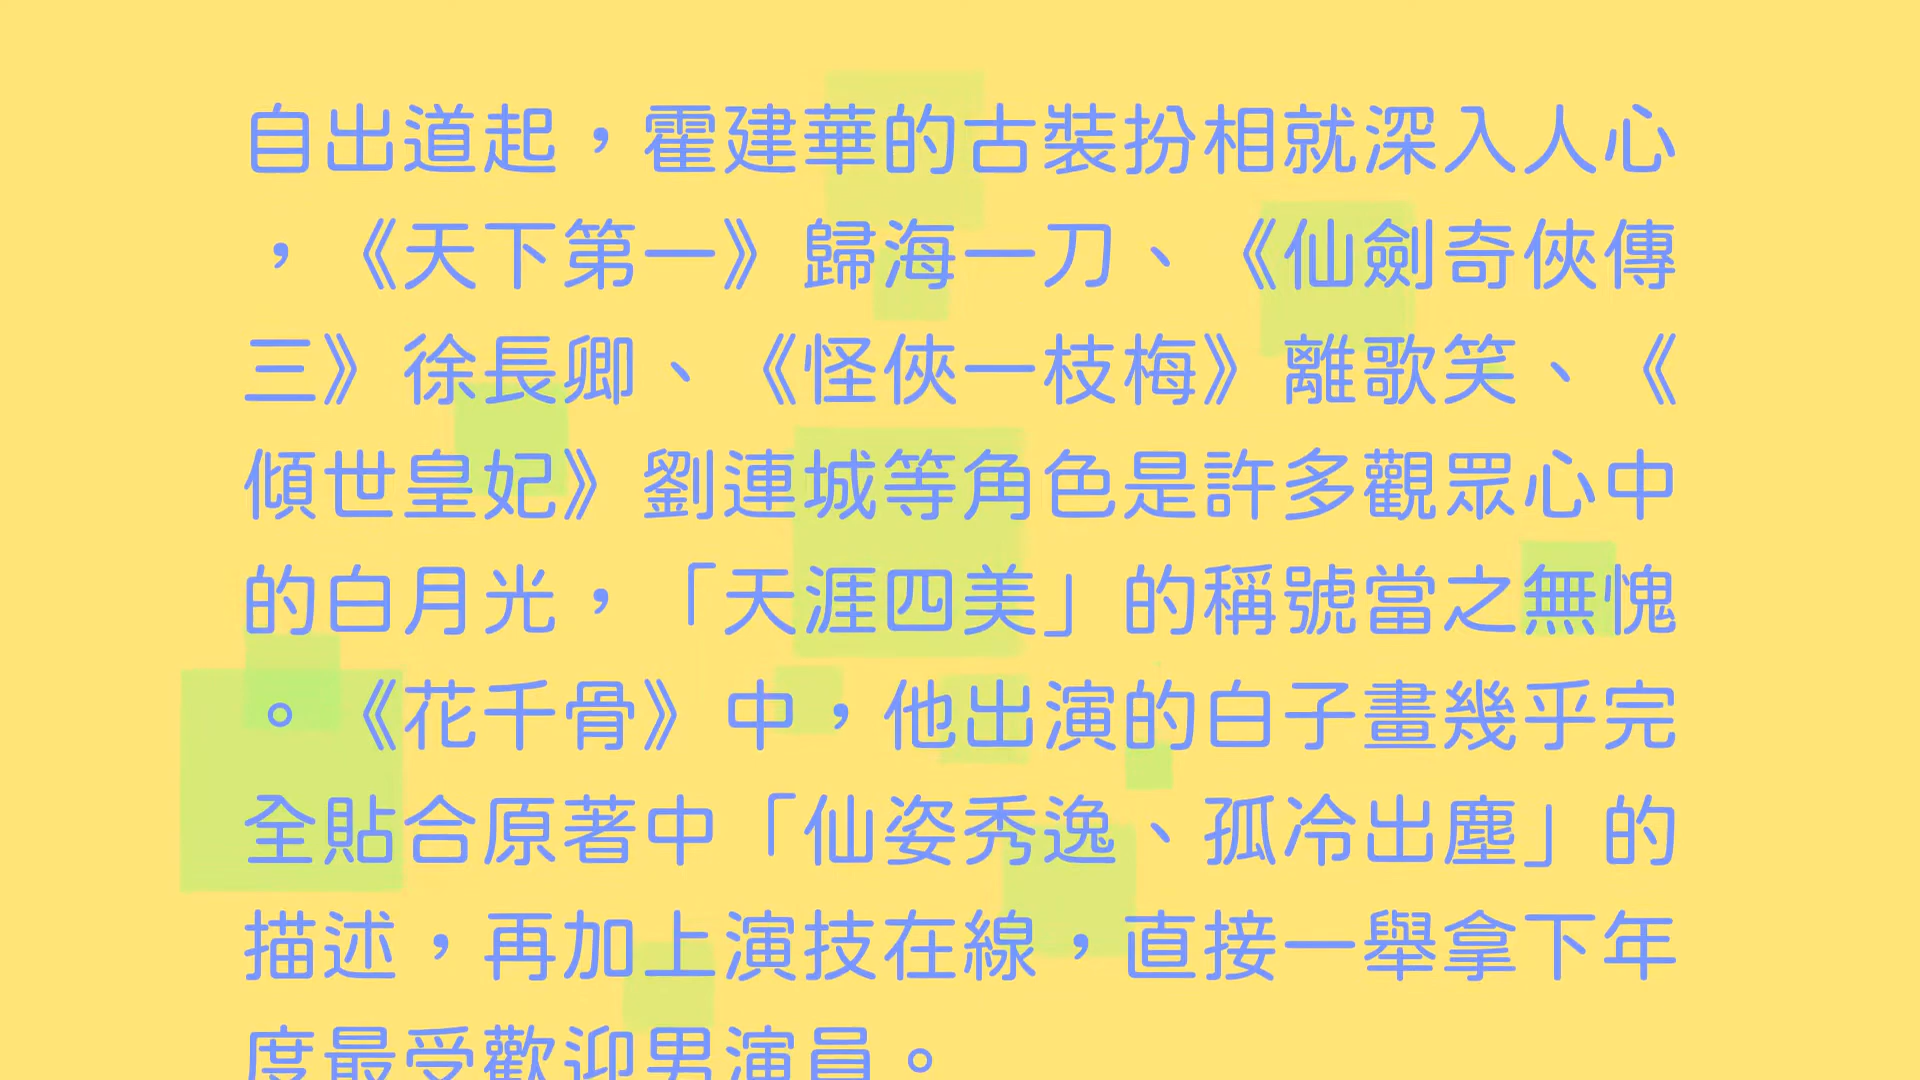 自出道起，霍建華的古裝扮相就深入人心
，《天下第一》歸海一刀、《仙劍奇俠傳
三》徐長卿、《怪俠一枝梅》離歌笑、《
傾世皇妃》劉連城等角色是許多觀眾心中
的白月光，「天涯四美」的稱號當之無愧
。《花千骨》中，他出演的白子畫幾乎完
全貼合原著中「仙姿秀逸、孤冷出塵」的
描述，再加上演技在線，直接一舉拿下年
度最受歡迎男演員。